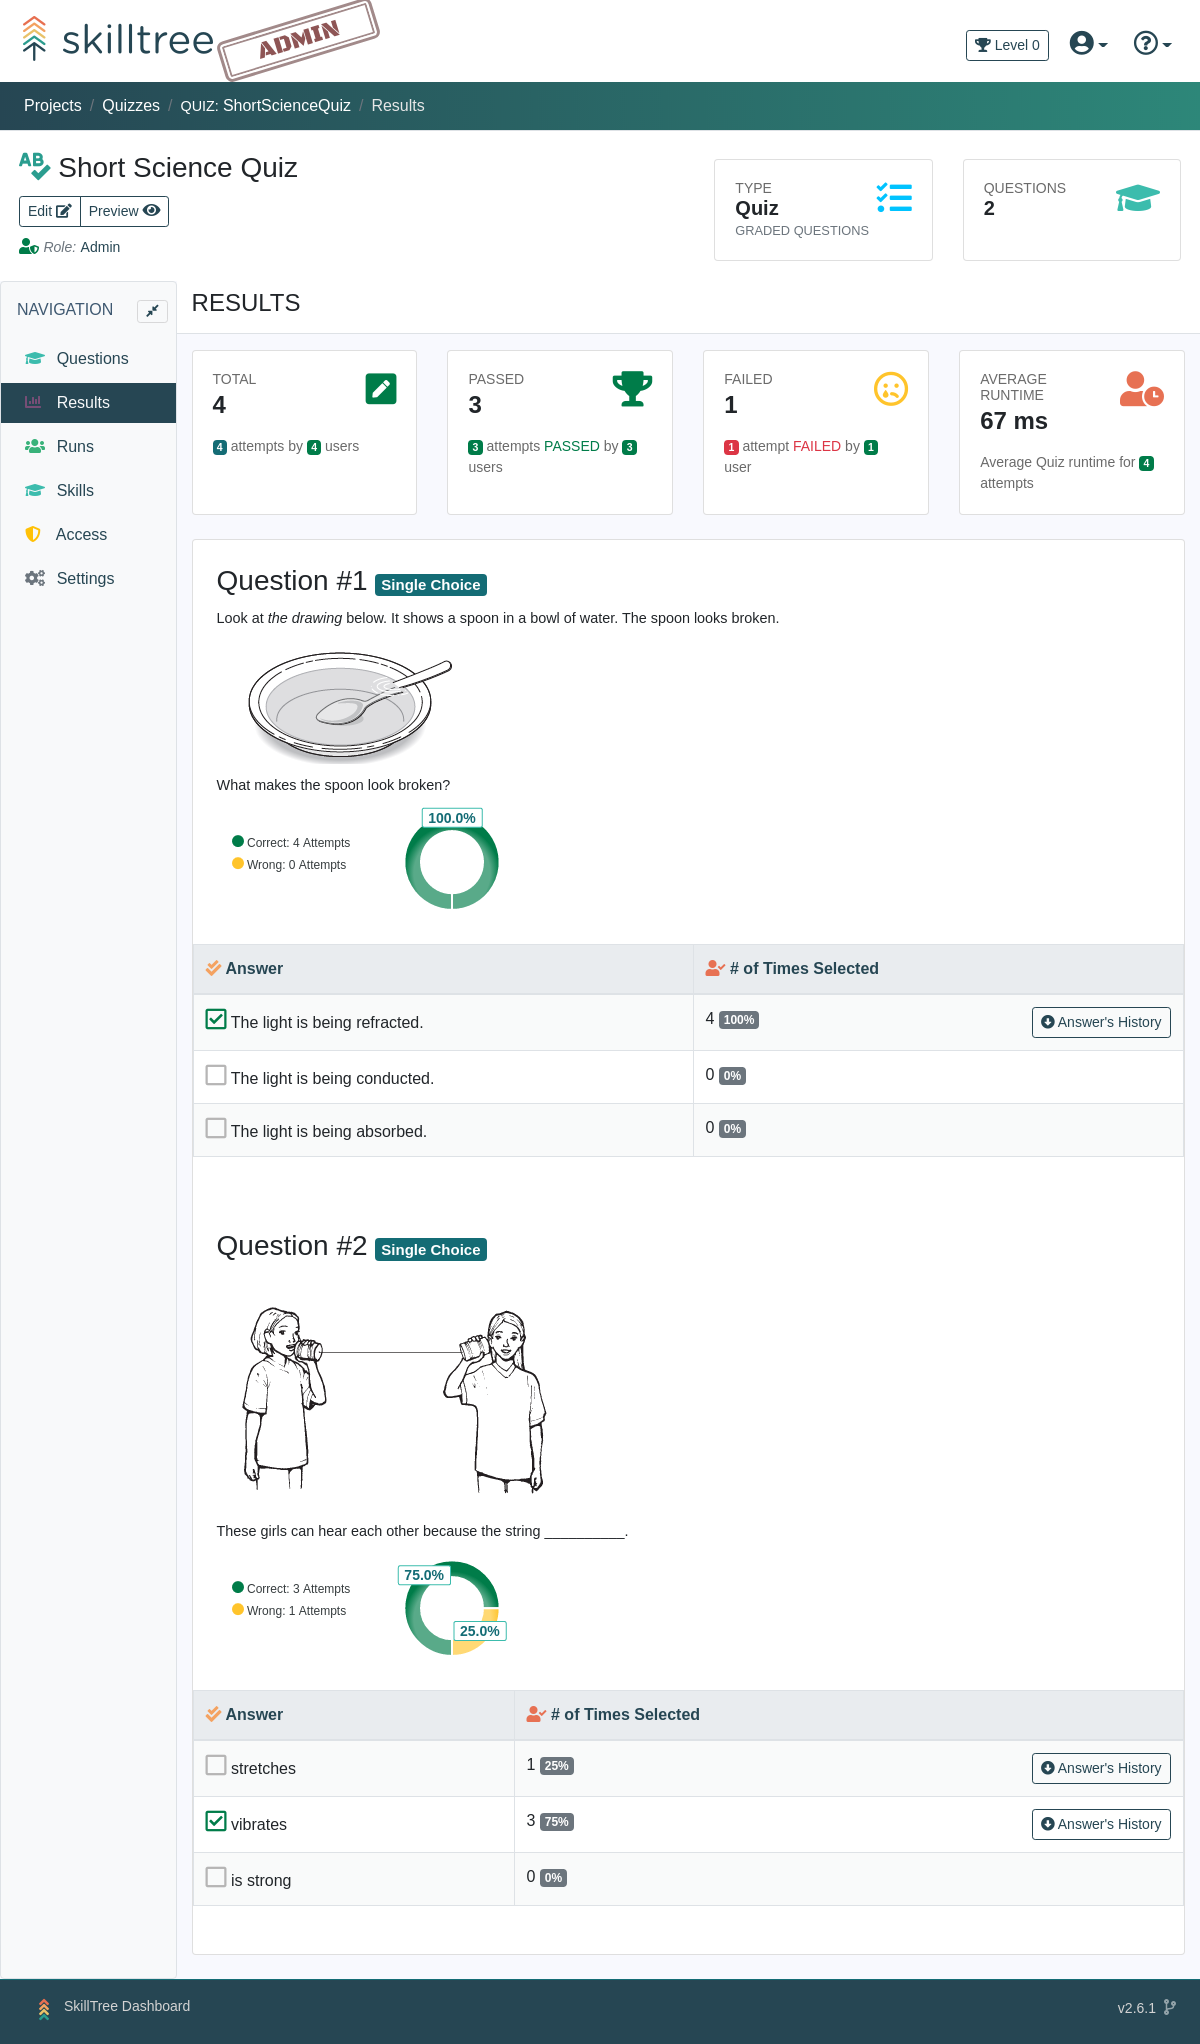 skilltree
ADMIN
Level 0
Projects / Quizzes / QUIZ: ShortScienceQuiz / Results
AB Short Science Quiz
Edit
Preview
Role: Admin
TYPE
Quiz
GRADED QUESTIONS
QUESTIONS
2
NAVIGATION
Questions
Results
Runs
Skills
Access
Settings
RESULTS
TOTAL
4
4 attempts by 4 users
PASSED
3
3 attempts PASSED by 3
users
FAILED
1
1 attempt FAILED by 1
user
AVERAGE
RUNTIME
67 ms
Average Quiz runtime for 4
attempts
Question #1 Single Choice
Look at the drawing below. It shows a spoon in a bowl of water. The spoon looks broken.
What makes the spoon look broken?
Correct: 4 Attempts
Wrong: 0 Attempts
100.0%
Answer
# of Times Selected
The light is being refracted.
4 100%
Answer's History
The light is being conducted.
0 0%
The light is being absorbed.
0 0%
Question #2 Single Choice
These girls can hear each other because the string __________.
Correct: 3 Attempts
Wrong: 1 Attempts
75.0%
25.0%
Answer
# of Times Selected
stretches
1 25%
Answer's History
vibrates
3 75%
Answer's History
is strong
0 0%
SkillTree Dashboard
v2.6.1